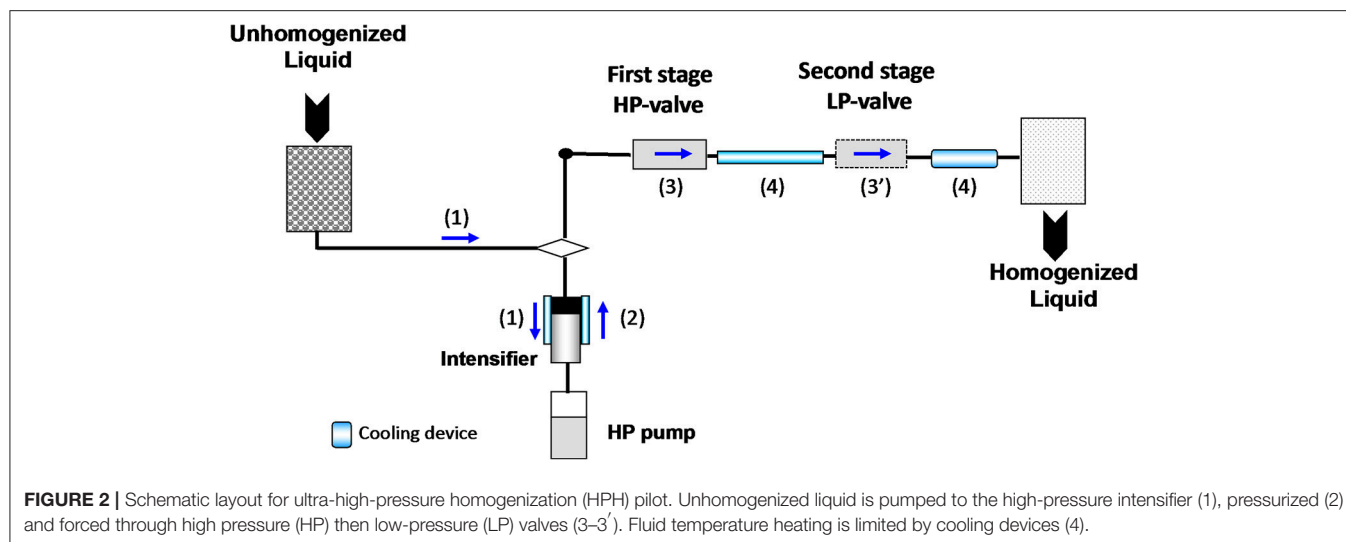 Unhomogenized
Liquid
First stage
HP-valve
Second stage
LP-valve
(3)
(4)
(3′)
(4)
(1)
Homogenized
Liquid
(1)
(2)
Intensifier
Cooling device
HP pump
FIGURE 2 | Schematic layout for ultra-high-pressure homogenization (HPH) pilot. Unhomogenized liquid is pumped to the high-pressure intensifier (1), pressurized (2)
and forced through high pressure (HP) then low-pressure (LP) valves (3–3′). Fluid temperature heating is limited by cooling devices (4).